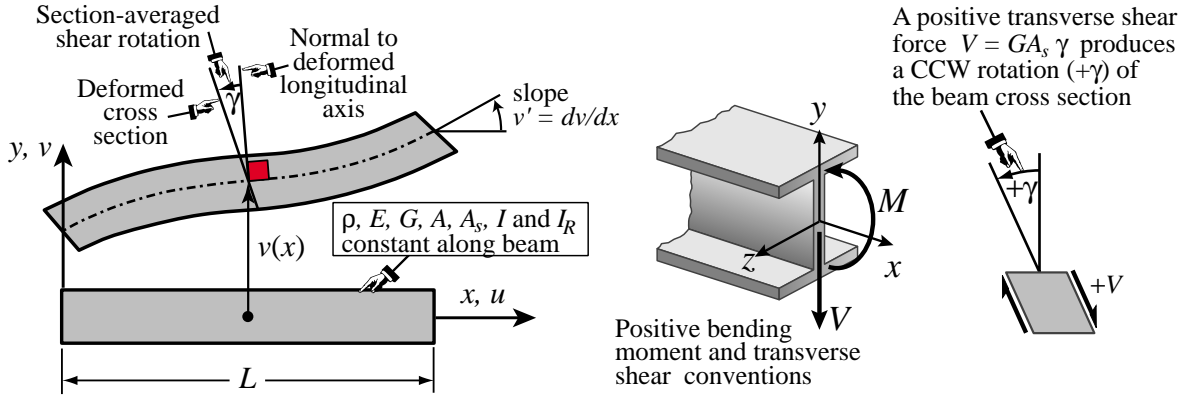 Section-averaged
shear rotation
Normal to
deformed
longitudinal
axis
Deformed
cross
section
γ
slope
v' = dv/dx
y, v
v(x)
ρ, E, G, A, A_s, I and I_R
constant along beam
x, u
L
y
M
z
x
V
Positive bending
moment and transverse
shear conventions
A positive transverse shear
force V = GA_s γ produces
a CCW rotation (+γ) of
the beam cross section
+γ
+V